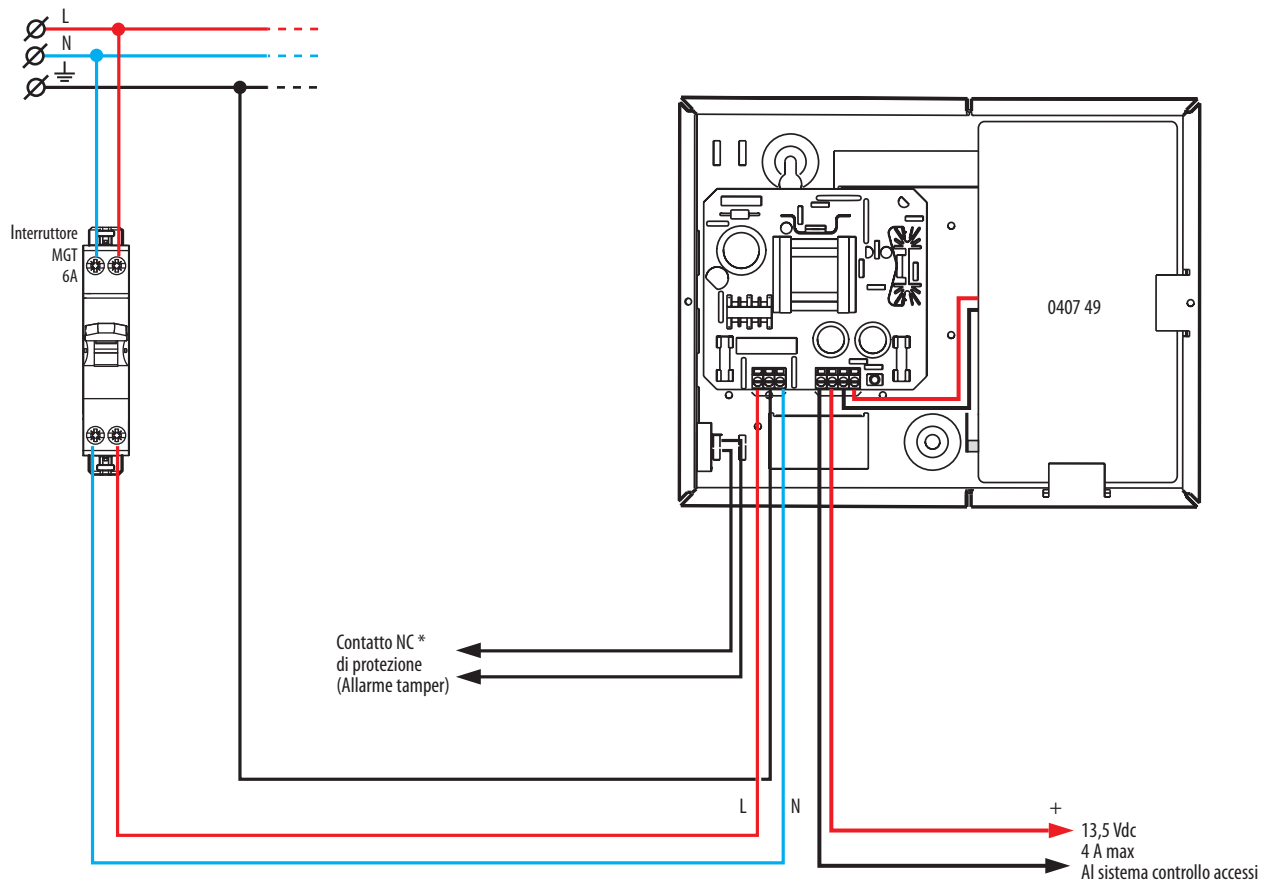 L
N
Interruttore
MGT
6A
0407 49
Contatto NC *
di protezione
(Allarme tamper)
L
N
+
13,5 Vdc
4 A max
Al sistema controllo accessi